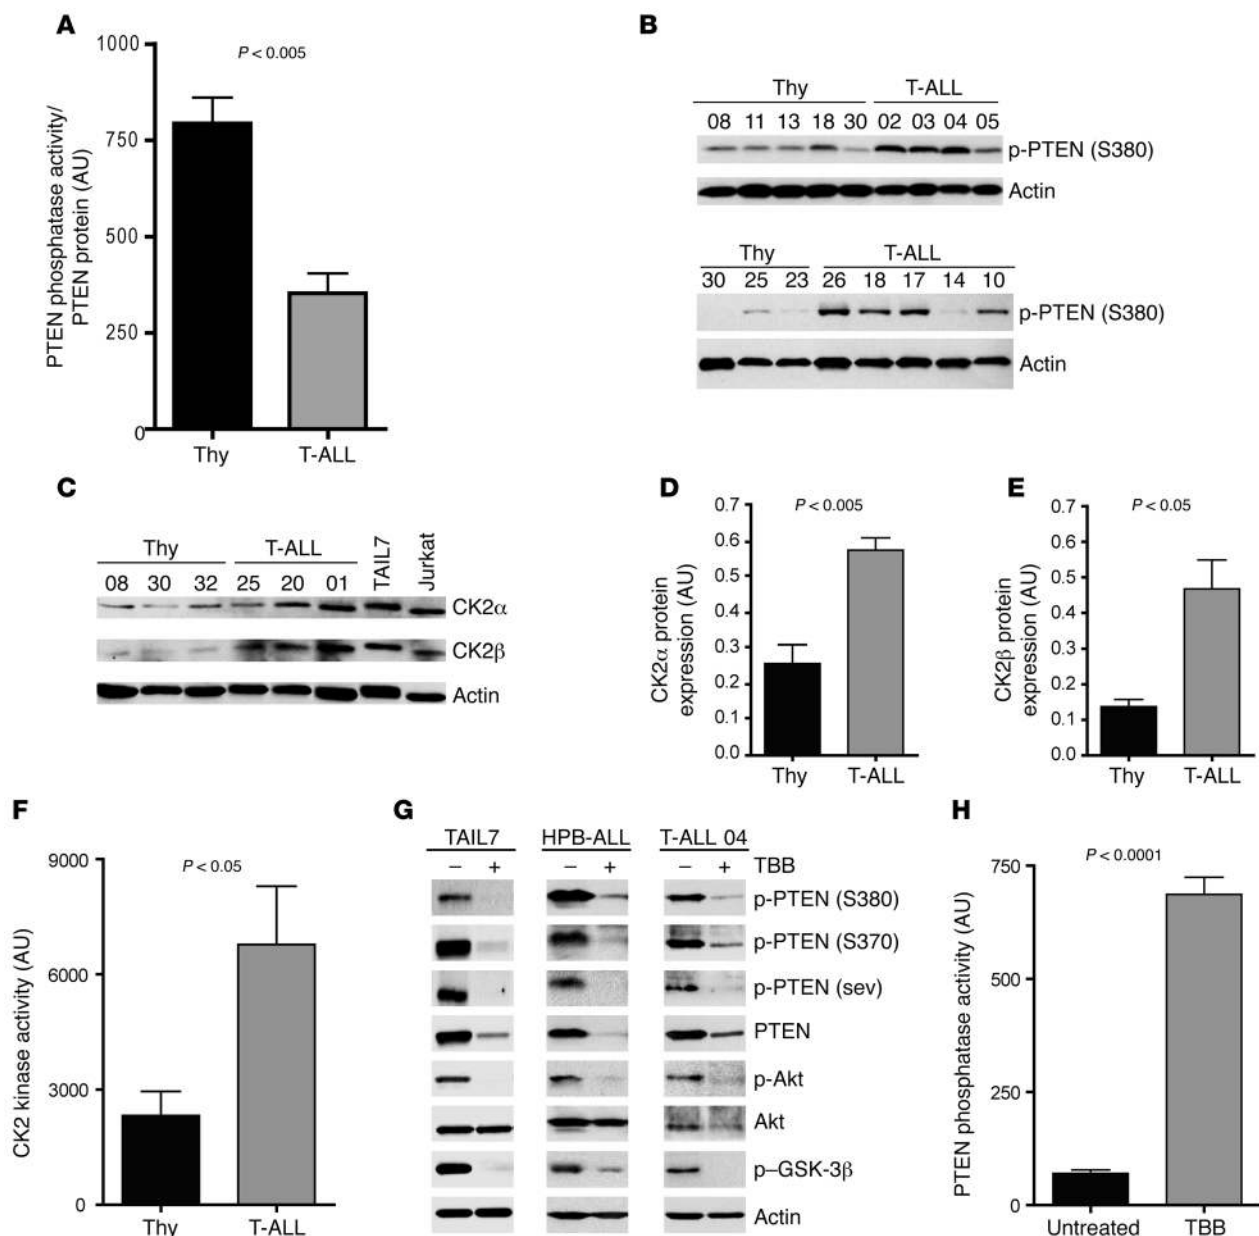 A
1000
750
500
250
0
P < 0.005
PTEN phosphatase activity/
PTEN protein (AU)
Thy T-ALL
B
Thy T-ALL
08 11 13 18 30 02 03 04 05
p-PTEN (S380)
Actin
Thy T-ALL
30 25 23 26 18 17 14 10
p-PTEN (S380)
Actin
C
Thy T-ALL TAIL7 Jurkat
08 30 32 25 20 01
CK2α
CK2β
Actin
D
0.7
0.6
0.5
0.4
0.3
0.2
0.1
0.0
P < 0.005
CK2α protein
expression (AU)
Thy T-ALL
E
0.7
0.6
0.5
0.4
0.3
0.2
0.1
0.0
P < 0.05
CK2β protein
expression (AU)
Thy T-ALL
F
9000
6000
3000
0
P < 0.05
CK2 kinase activity (AU)
Thy T-ALL
G
TAIL7 HPB-ALL T-ALL 04
– + – + – + TBB
p-PTEN (S380)
p-PTEN (S370)
p-PTEN (sev)
PTEN
p-Akt
Akt
p–GSK-3β
Actin
H
750
500
250
0
P < 0.0001
PTEN phosphatase activity (AU)
Untreated TBB